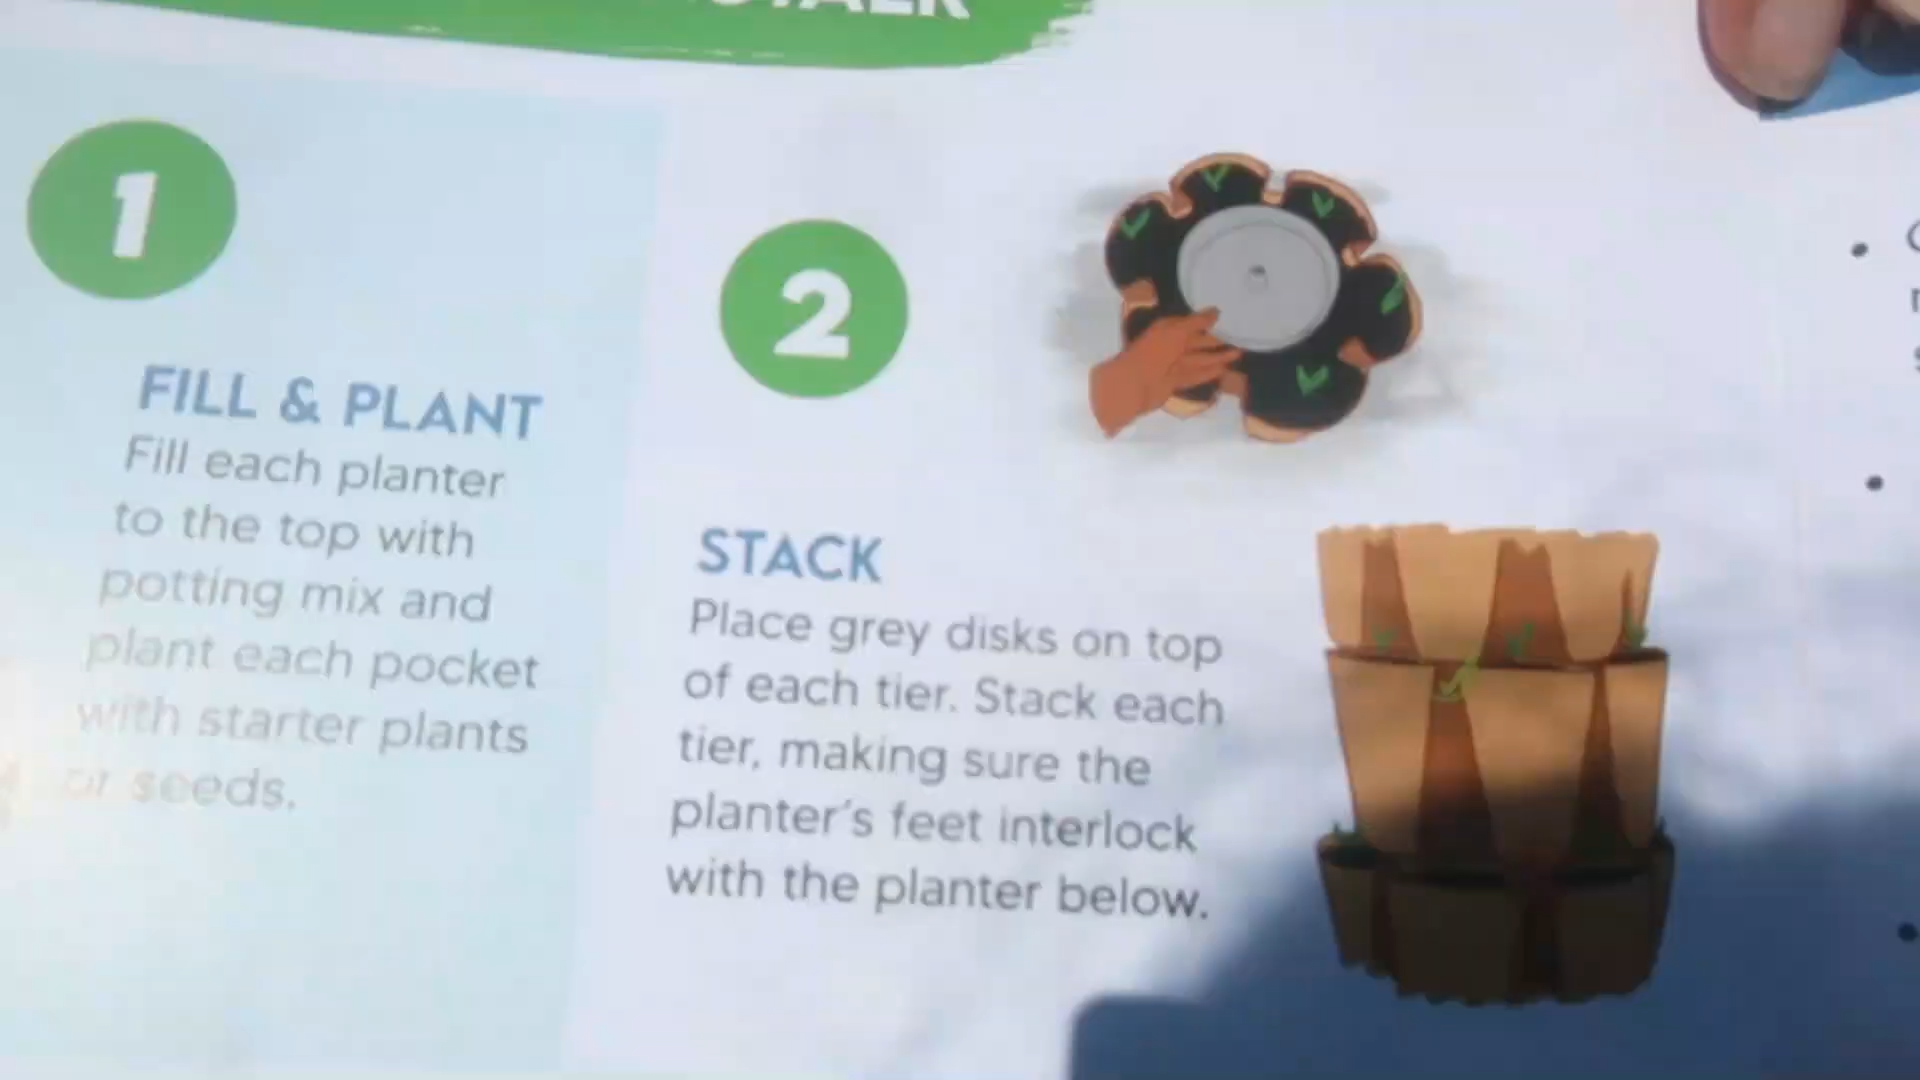 1
FILL & PLANT
Fill each planter
to the top with
potting mix and
plant each pocket
with starter plants
or seeds.
2
STACK
Place grey disks on top
of each tier. Stack each
tier, making sure the
planter's feet interlock
with the planter below.